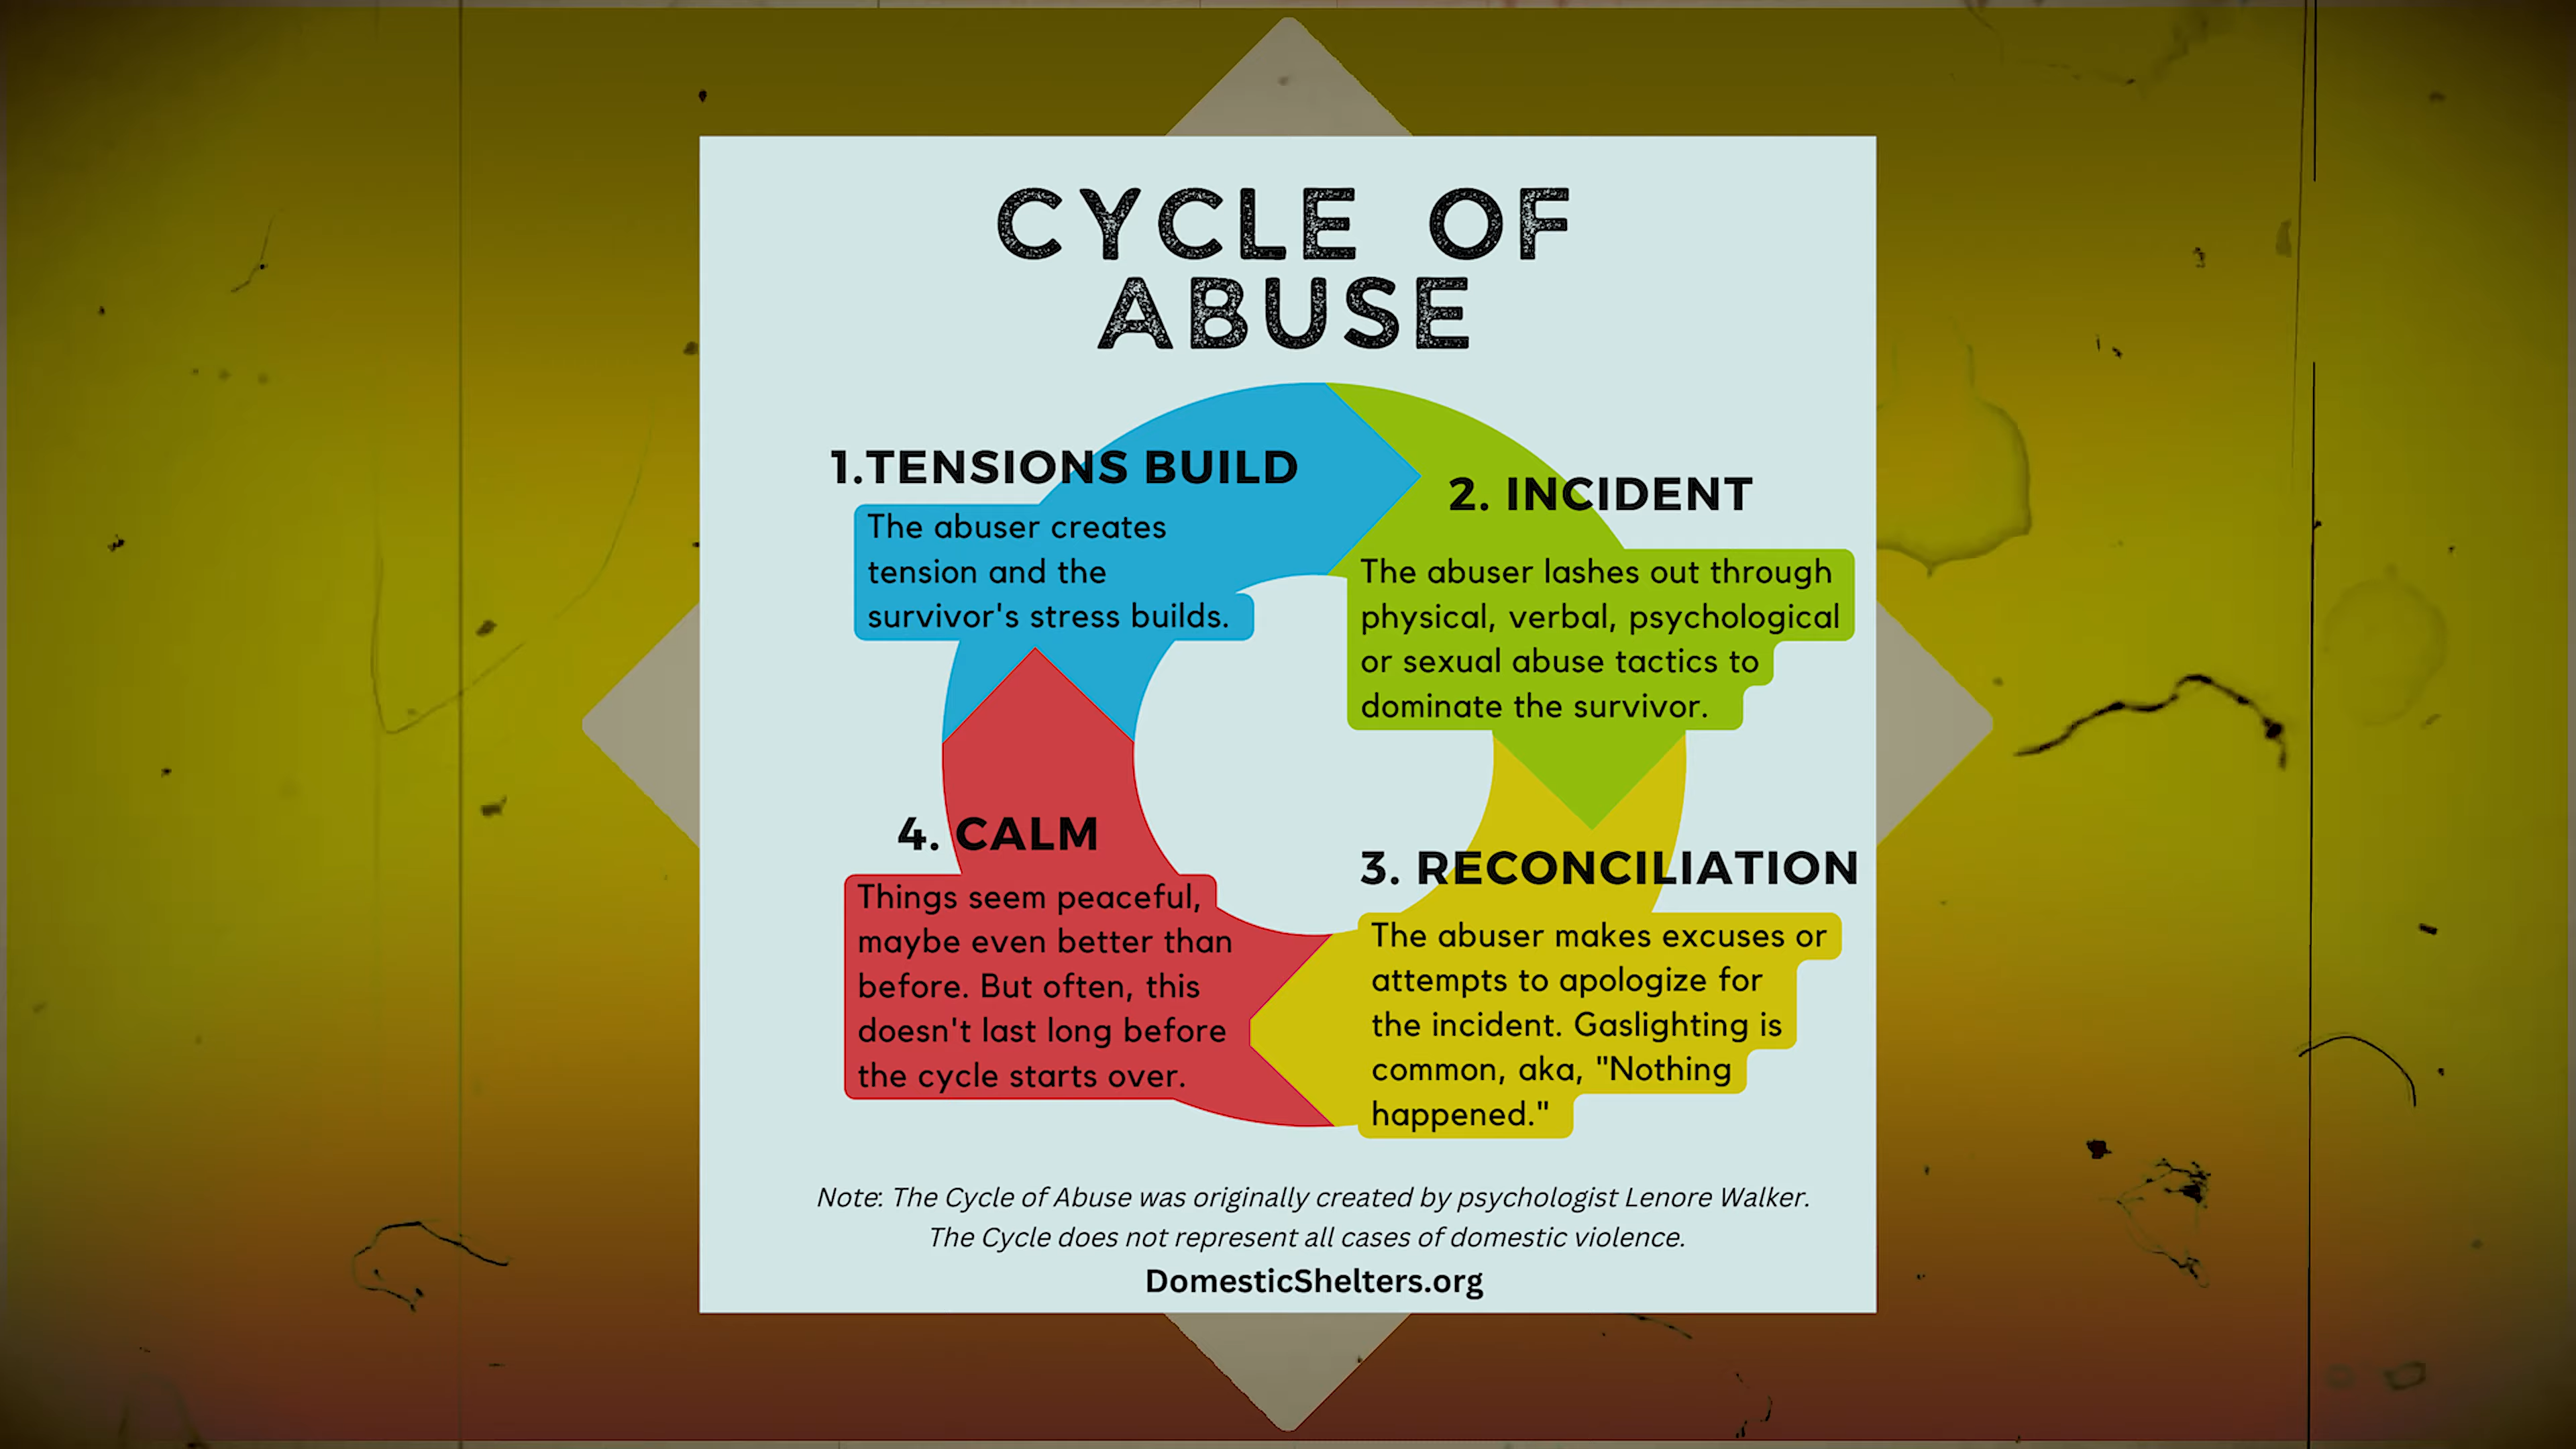 CYCLE OF
ABUSE
1.TENSIONS BUILD
The abuser creates
tension and the
survivor's stress builds.
2. INCIDENT
The abuser lashes out through
physical, verbal, psychological
or sexual abuse tactics to
dominate the survivor.
3. RECONCILIATION
The abuser makes excuses or
attempts to apologize for
the incident. Gaslighting is
common, aka, "Nothing
happened."
4. CALM
Things seem peaceful,
maybe even better than
before. But often, this
doesn't last long before
the cycle starts over.
Note: The Cycle of Abuse was originally created by psychologist Lenore Walker.
The Cycle does not represent all cases of domestic violence.
DomesticShelters.org